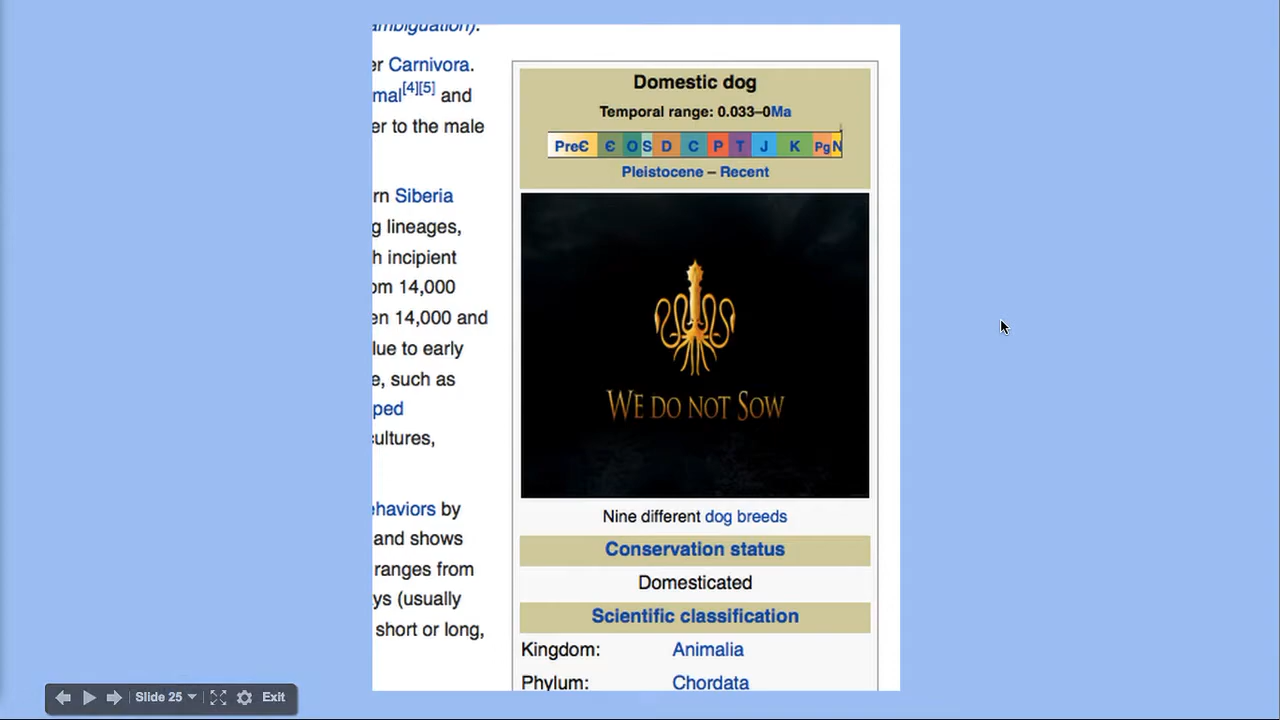 ambiguation).
er Carnivora.
mal[4][5] and
er to the male
rn Siberia
g lineages,
h incipient
om 14,000
en 14,000 and
lue to early
e, such as
ped
cultures,
ehaviors by
and shows
ranges from
ys (usually
short or long,
Domestic dog
Temporal range: 0.033–0Ma
PreЄ Є O S D C P T J K Pg N
Pleistocene – Recent
WE DO NOT SOW
Nine different dog breeds
Conservation status
Domesticated
Scientific classification
Kingdom: Animalia
Phylum: Chordata
Slide 25
Exit